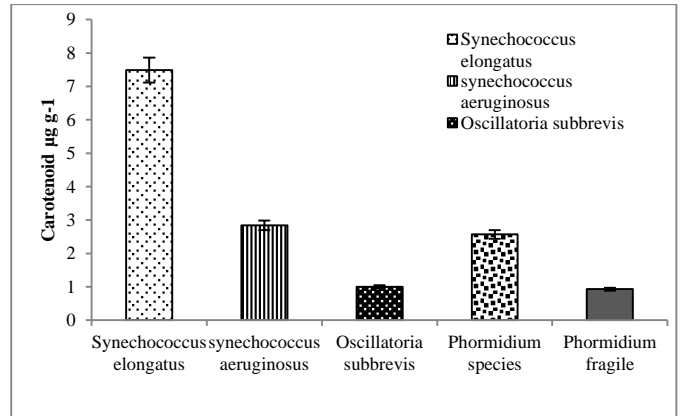 9
8
7
6
5
4
3
2
1
0
Carotenoid µg g-1
Synechococcus
elongatus
synechococcus
aeruginosus
Oscillatoria subbrevis
Synechococcus synechococcus Oscillatoria Phormidium Phormidium
elongatus aeruginosus subbrevis species fragile